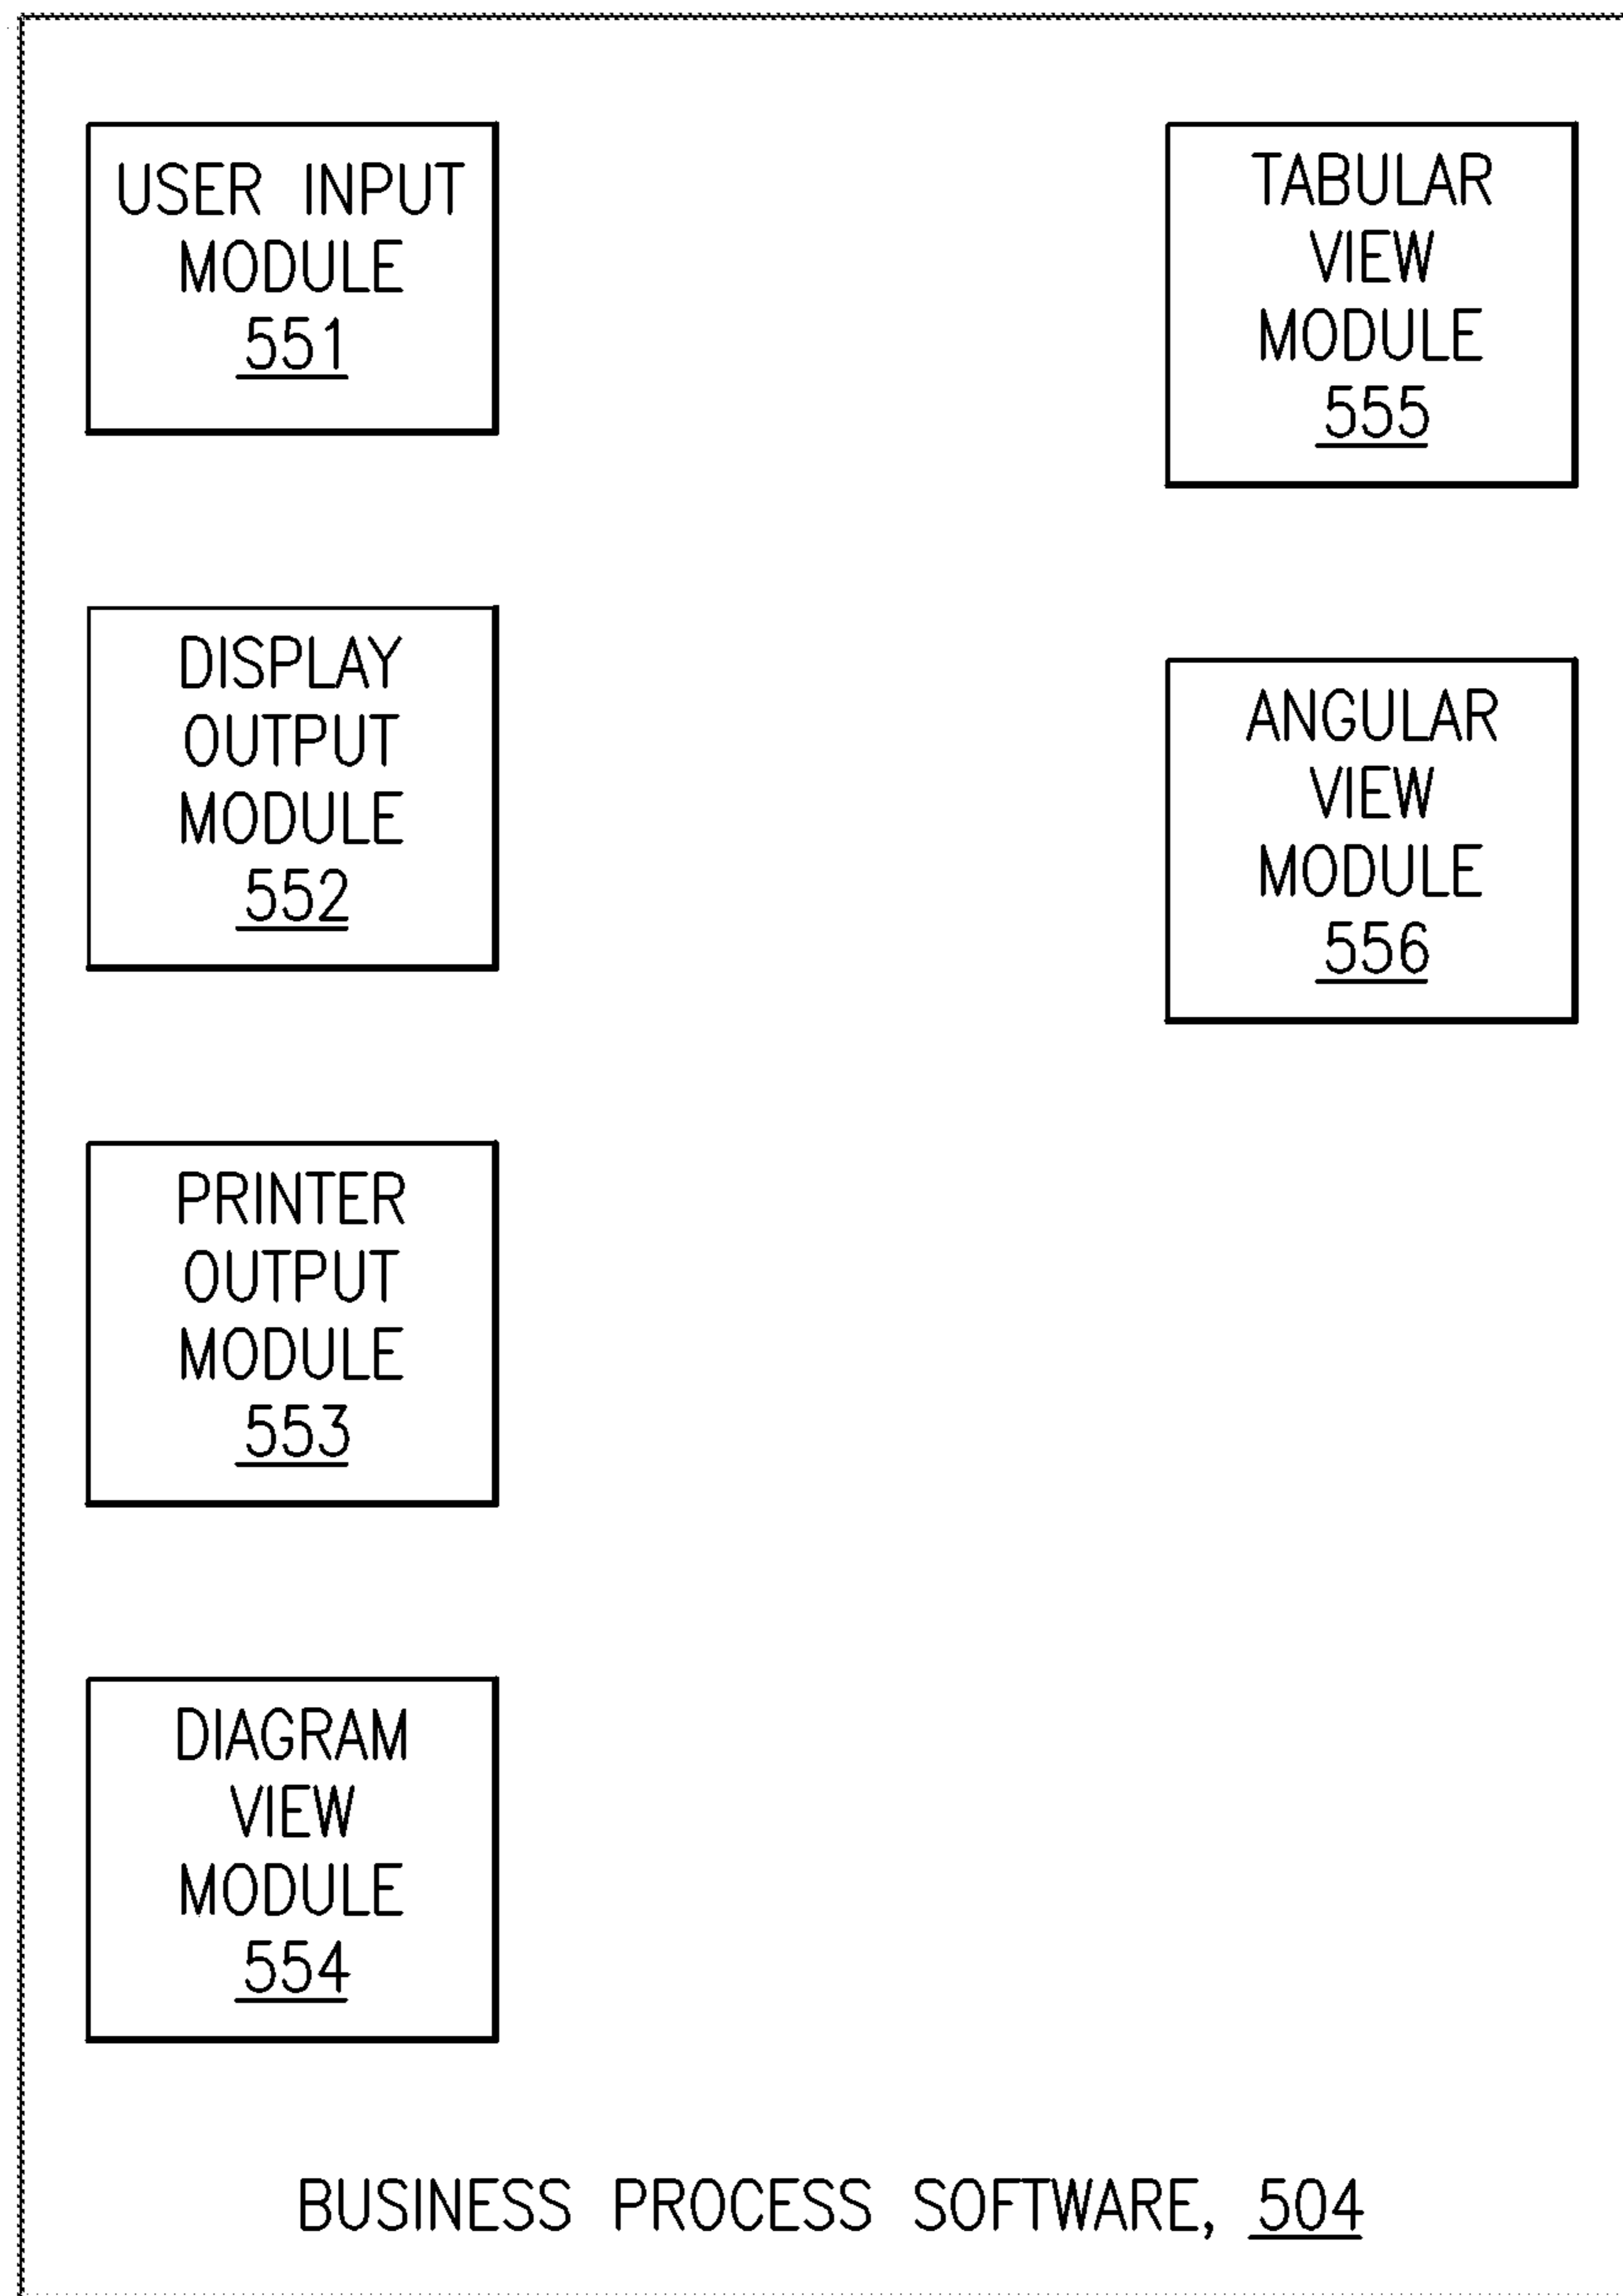 USER INPUT
MODULE
551
DISPLAY
OUTPUT
MODULE
552
PRINTER
OUTPUT
MODULE
553
DIAGRAM
VIEW
MODULE
554
TABULAR
VIEW
MODULE
555
ANGULAR
VIEW
MODULE
556
BUSINESS PROCESS SOFTWARE, 504